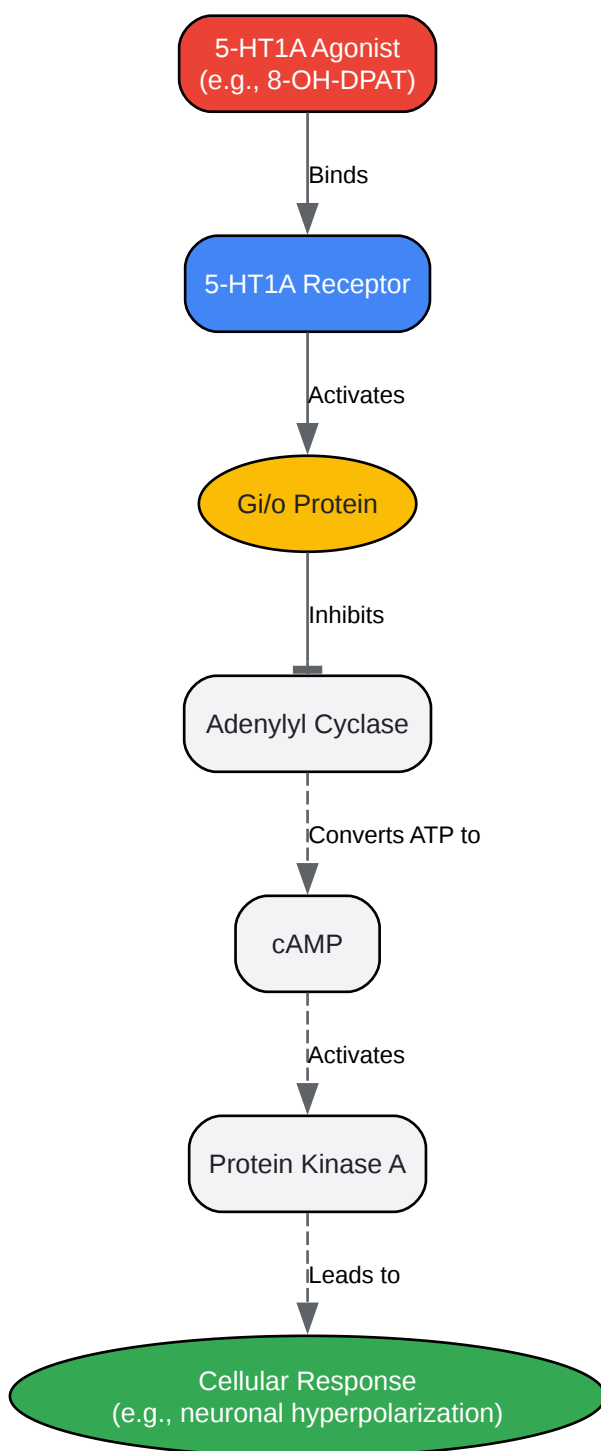 5-HT1A Agonist
(e.g., 8-OH-DPAT)
Binds
5-HT1A Receptor
Activates
Gi/o Protein
Inhibits
Adenylyl Cyclase
Converts ATP to
cAMP
Activates
Protein Kinase A
Leads to
Cellular Response
(e.g., neuronal hyperpolarization)